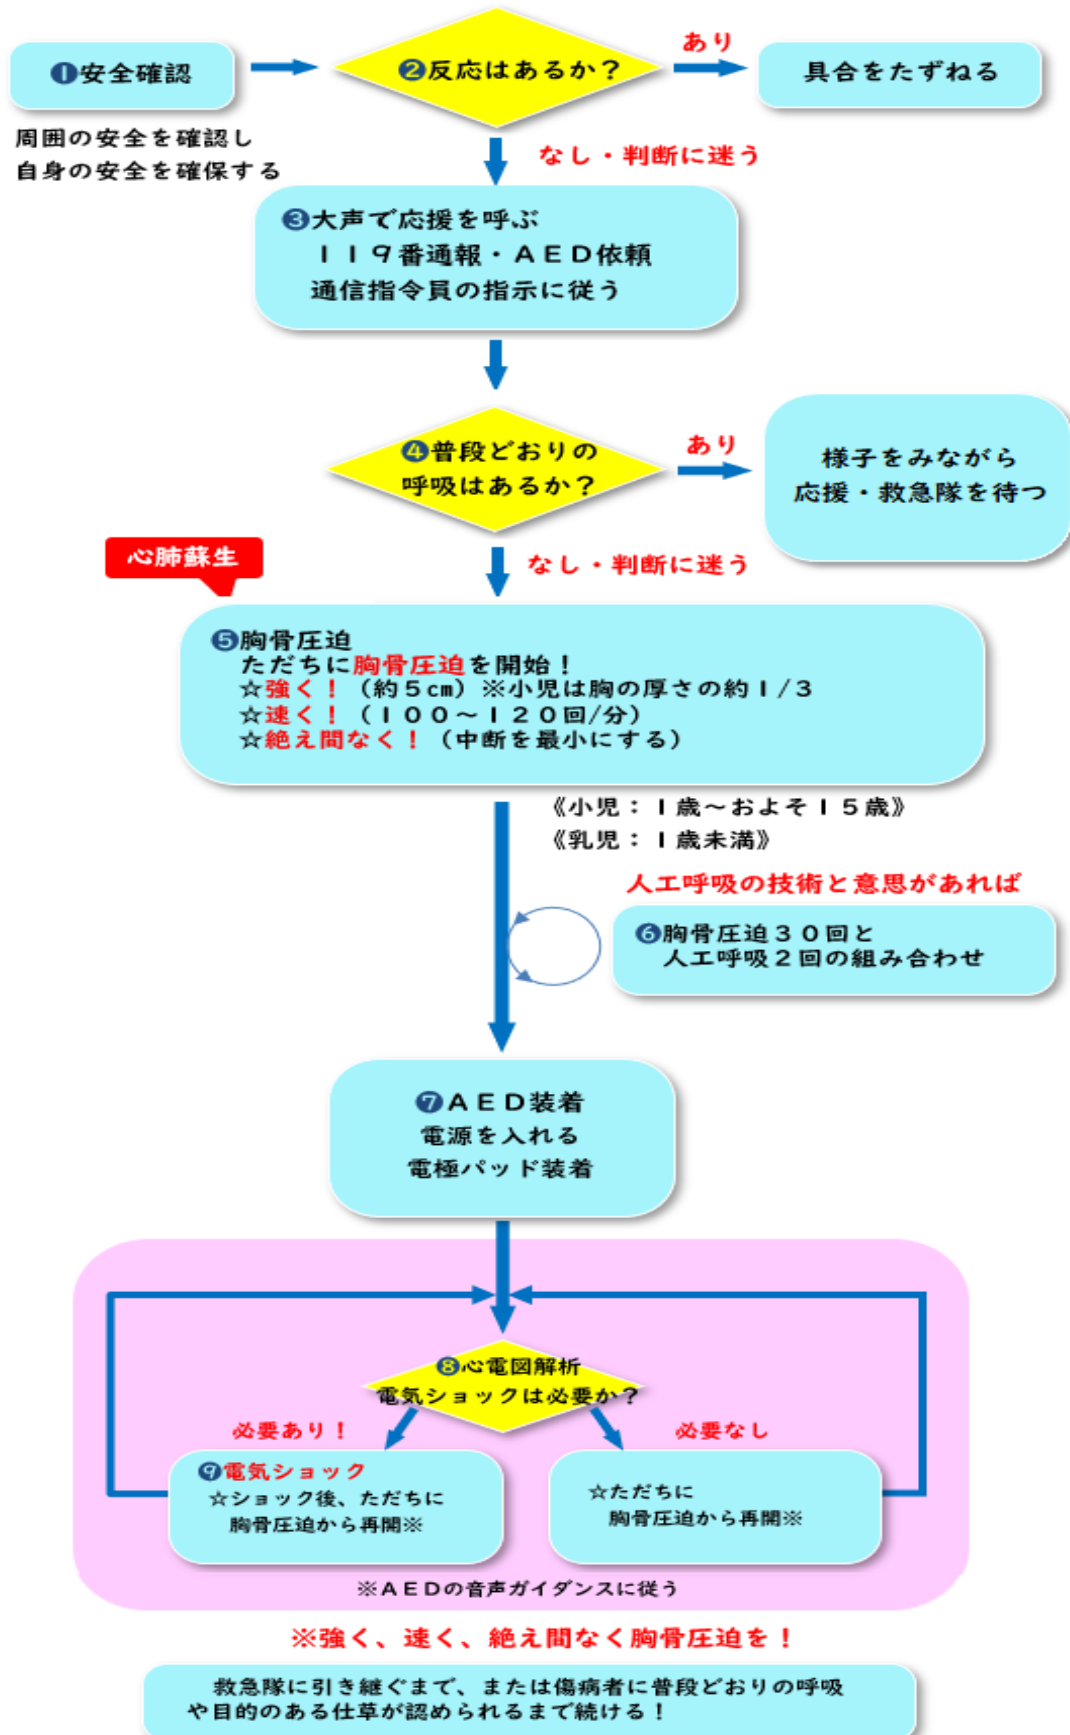 ❶安全確認
周囲の安全を確認し
自身の安全を確保する
❷反応はあるか？
あり
具合をたずねる
なし・判断に迷う
❸大声で応援を呼ぶ
１１９番通報・ＡＥＤ依頼
通信指令員の指示に従う
❹普段どおりの
呼吸はあるか？
あり
様子をみながら
応援・救急隊を待つ
なし・判断に迷う
心肺蘇生
❺胸骨圧迫
ただちに胸骨圧迫を開始！
☆強く！（約５㎝）※小児は胸の厚さの約１/３
☆速く！（１００～１２０回/分）
☆絶え間なく！（中断を最小にする）
《小児：１歳～およそ１５歳》
《乳児：１歳未満》
人工呼吸の技術と意思があれば
❻胸骨圧迫３０回と
人工呼吸２回の組み合わせ
❼ＡＥＤ装着
電源を入れる
電極パッド装着
❽心電図解析
電気ショックは必要か？
必要あり！
❾電気ショック
☆ショック後、ただちに
胸骨圧迫から再開※
必要なし
☆ただちに
胸骨圧迫から再開※
※ＡＥＤの音声ガイダンスに従う
※強く、速く、絶え間なく胸骨圧迫を！
救急隊に引き継ぐまで、または傷病者に普段どおりの呼吸
や目的のある仕草が認められるまで続ける！